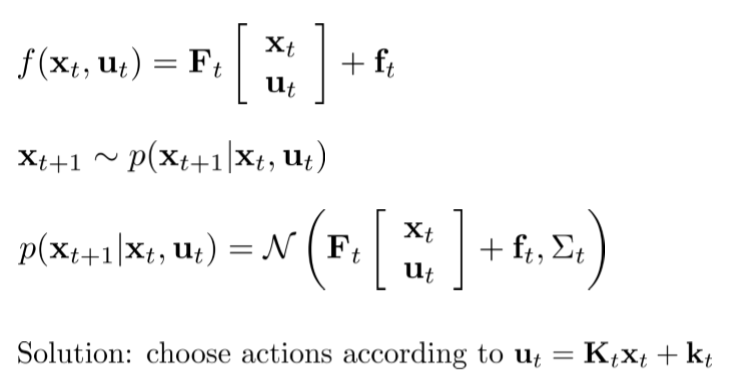 f(𝐱ₜ, 𝐮ₜ) = 𝐅ₜ [ 𝐱ₜ 𝐮ₜ ] + 𝐟ₜ
𝐱ₜ₊₁ ∼ p(𝐱ₜ₊₁|𝐱ₜ, 𝐮ₜ)
p(𝐱ₜ₊₁|𝐱ₜ, 𝐮ₜ) = 𝒩 ( 𝐅ₜ [ 𝐱ₜ 𝐮ₜ ] + 𝐟ₜ, Σₜ )
Solution: choose actions according to 𝐮ₜ = 𝐊ₜ𝐱ₜ + 𝐤ₜ